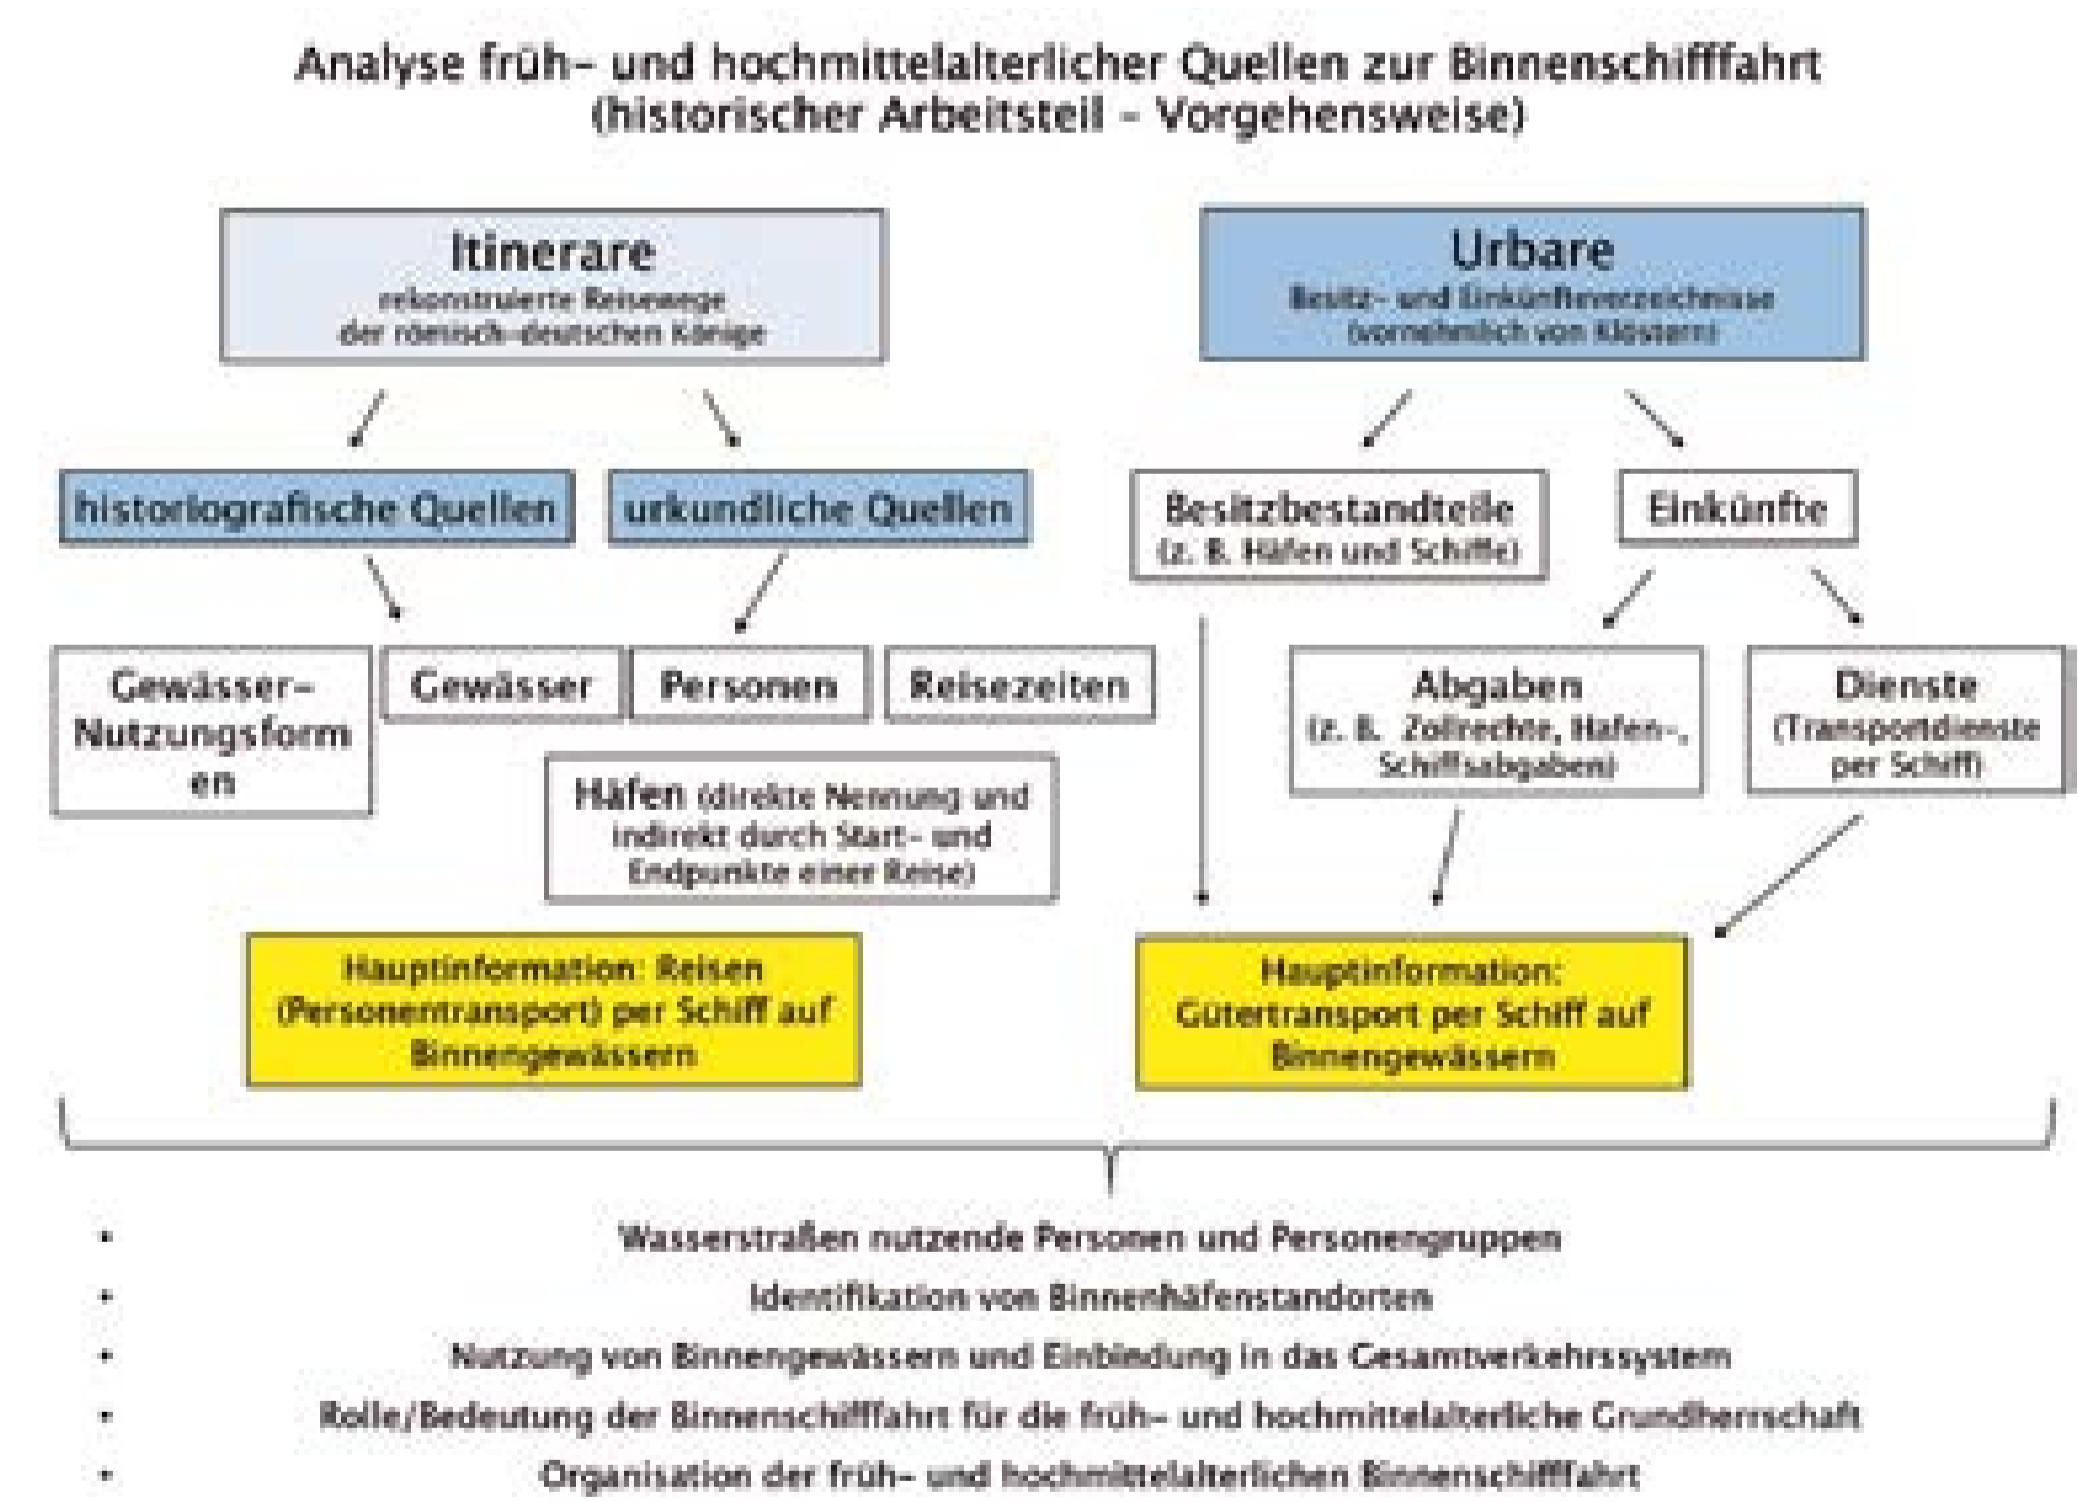 Analyse früh- und hochmittelalterlicher Quellen zur Binnenschifffahrt
(historischer Arbeitsteil - Vorgehensweise)
Itinerare
rekonstruierte Reisewege
der römisch-deutschen Könige
Urbare
Besitz- und Einkünfteverzeichnisse
(vornehmlich von Klöstern)
historiografische Quellen
urkundliche Quellen
Besitzbestandteile
(z. B. Häfen und Schiffe)
Einkünfte
Gewässer-
Nutzungsform
en
Gewässer
Personen
Reisezeiten
Häfen (direkte Nennung und
indirekt durch Start- und
Endpunkte einer Reise)
Abgaben
(z. B. Zollrechte, Hafen-,
Schiffsabgaben)
Dienste
(Transportdienste
per Schiff)
Hauptinformation: Reisen
(Personentransport) per Schiff auf
Binnengewässern
Hauptinformation:
Gütertransport per Schiff auf
Binnengewässern
• Wasserstraßen nutzende Personen und Personengruppen
• Identifikation von Binnenhäfenstandorten
• Nutzung von Binnengewässern und Einbindung in das Gesamtverkehrssystem
• Rolle/Bedeutung der Binnenschifffahrt für die früh- und hochmittelalterliche Grundherrschaft
• Organisation der früh- und hochmittelalterlichen Binnenschifffahrt